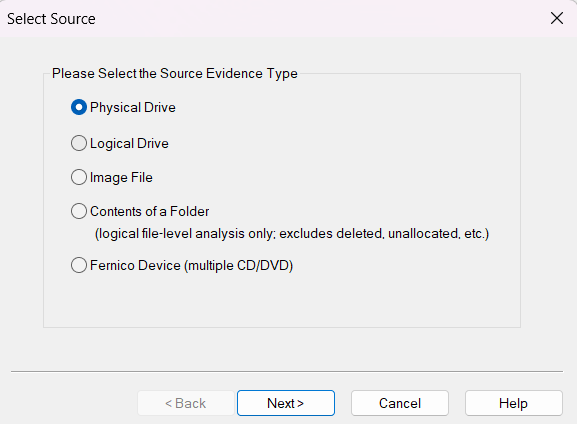 Select Source
Please Select the Source Evidence Type
Physical Drive
Logical Drive
Image File
Contents of a Folder
(logical file-level analysis only; excludes deleted, unallocated, etc.)
Fernico Device (multiple CD/DVD)
< Back
Next >
Cancel
Help